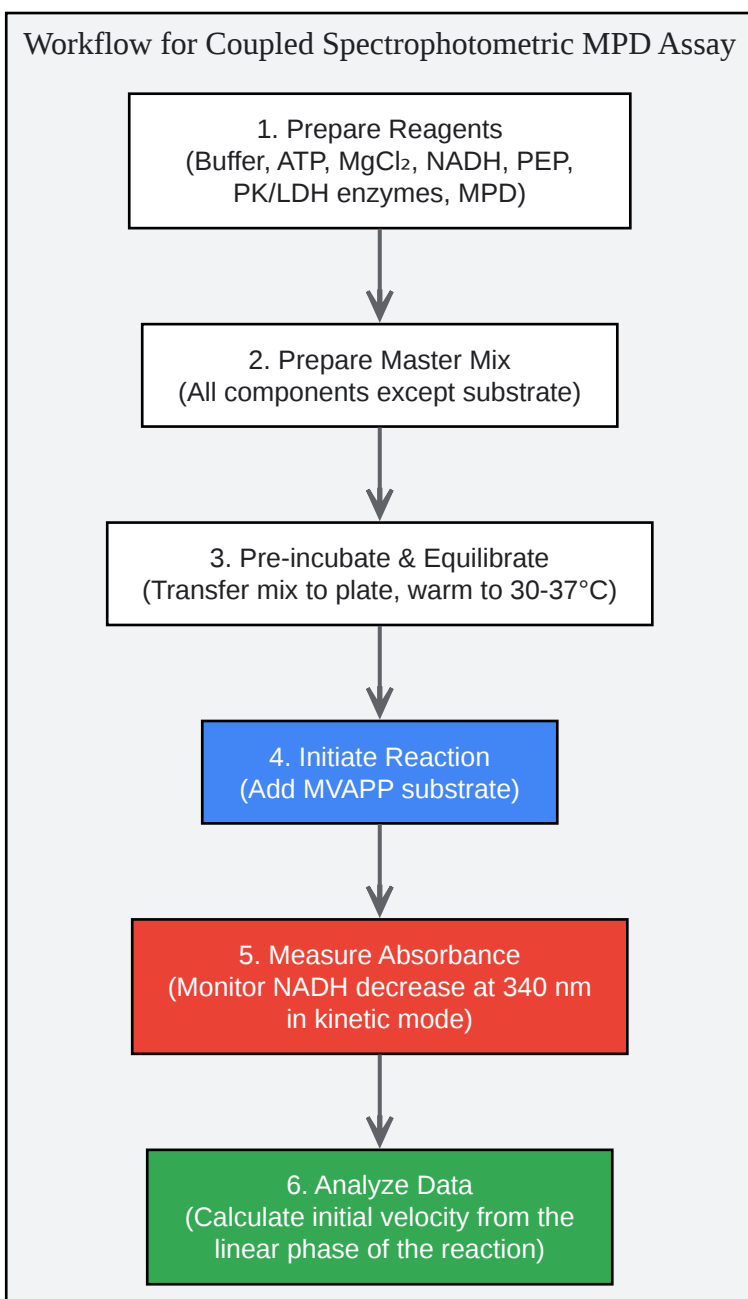 Workflow for Coupled Spectrophotometric MPD Assay
1. Prepare Reagents
(Buffer, ATP, MgCl₂, NADH, PEP,
PK/LDH enzymes, MPD)
2. Prepare Master Mix
(All components except substrate)
3. Pre-incubate & Equilibrate
(Transfer mix to plate, warm to 30-37°C)
4. Initiate Reaction
(Add MVAPP substrate)
5. Measure Absorbance
(Monitor NADH decrease at 340 nm
in kinetic mode)
6. Analyze Data
(Calculate initial velocity from the
linear phase of the reaction)